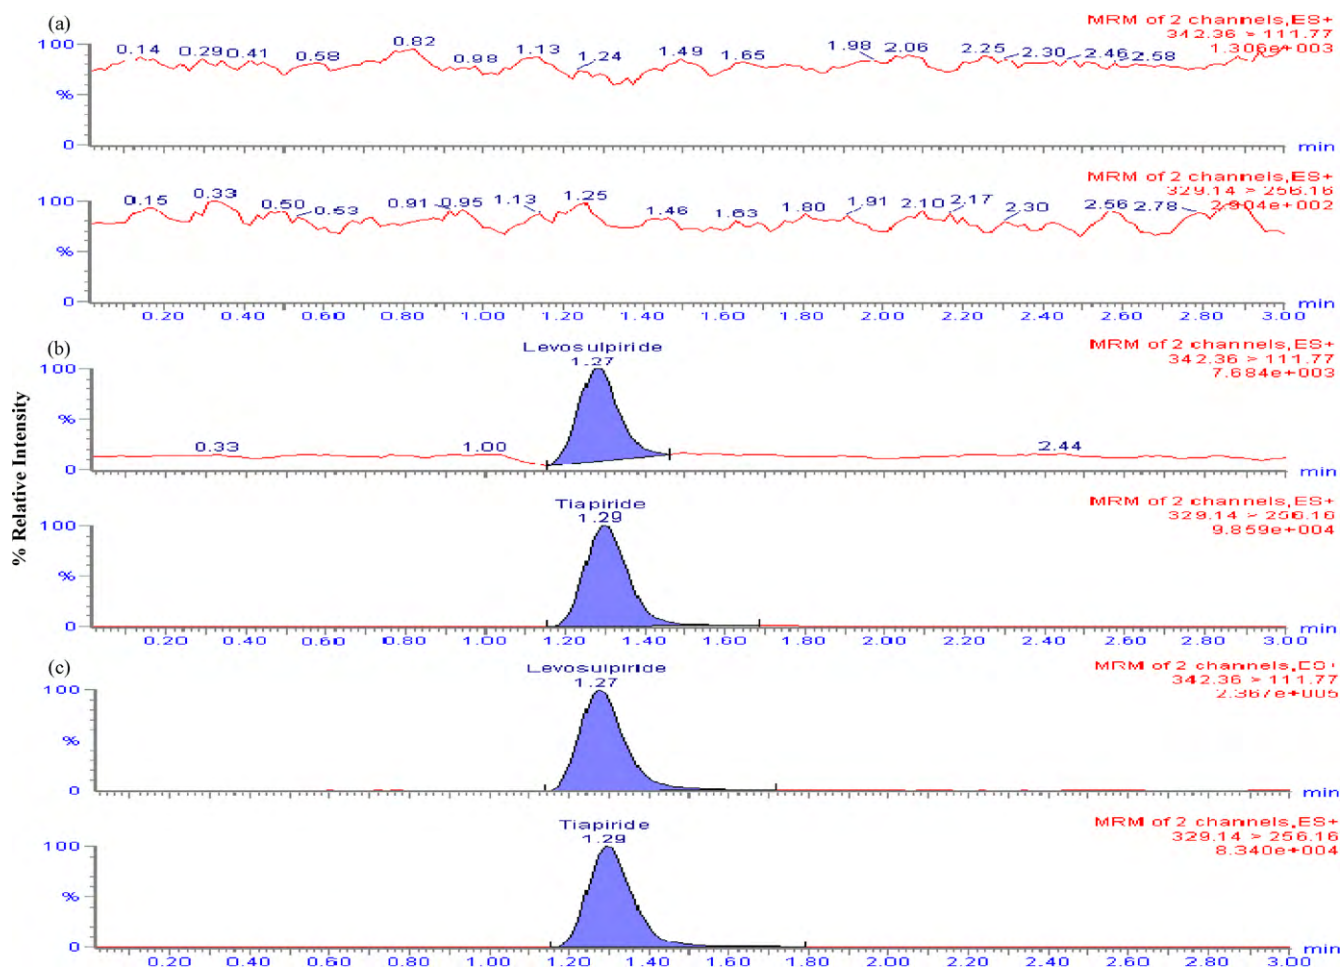 (a)
MRM of 2 channels,ES+
342.36 > 111.77
1.306e+003
100
%
0
0.14 0.29 0.41 0.58 0.82 0.98 1.13 1.24 1.49 1.65 1.98 2.06 2.25 2.30 2.46 2.58
min
MRM of 2 channels,ES+
329.14 > 256.16
2.904e+002
100
%
0
0.15 0.33 0.50 0.53 0.91 0.95 1.13 1.25 1.46 1.63 1.80 1.91 2.10 2.17 2.30 2.56 2.78
min
0.20 0.40 0.60 0.80 1.00 1.20 1.40 1.60 1.80 2.00 2.20 2.40 2.60 2.80 3.00
% Relative Intensity
(b)
Levosulpiride
1.27
MRM of 2 channels,ES+
342.36 > 111.77
7.684e+003
100
%
0
0.33 1.00 2.44
min
Tiapiride
1.29
MRM of 2 channels,ES+
329.14 > 256.16
9.859e+004
100
%
0
min
0.20 0.40 0.60 0.80 1.00 1.20 1.40 1.60 1.80 2.00 2.20 2.40 2.60 2.80 3.00
(c)
Levosulpiride
1.27
MRM of 2 channels,ES+
342.36 > 111.77
2.367e+005
100
%
0
min
Tiapiride
1.29
MRM of 2 channels,ES+
329.14 > 256.16
8.340e+004
100
%
0
min
0.20 0.40 0.60 0.80 1.00 1.20 1.40 1.60 1.80 2.00 2.20 2.40 2.60 2.80 3.00